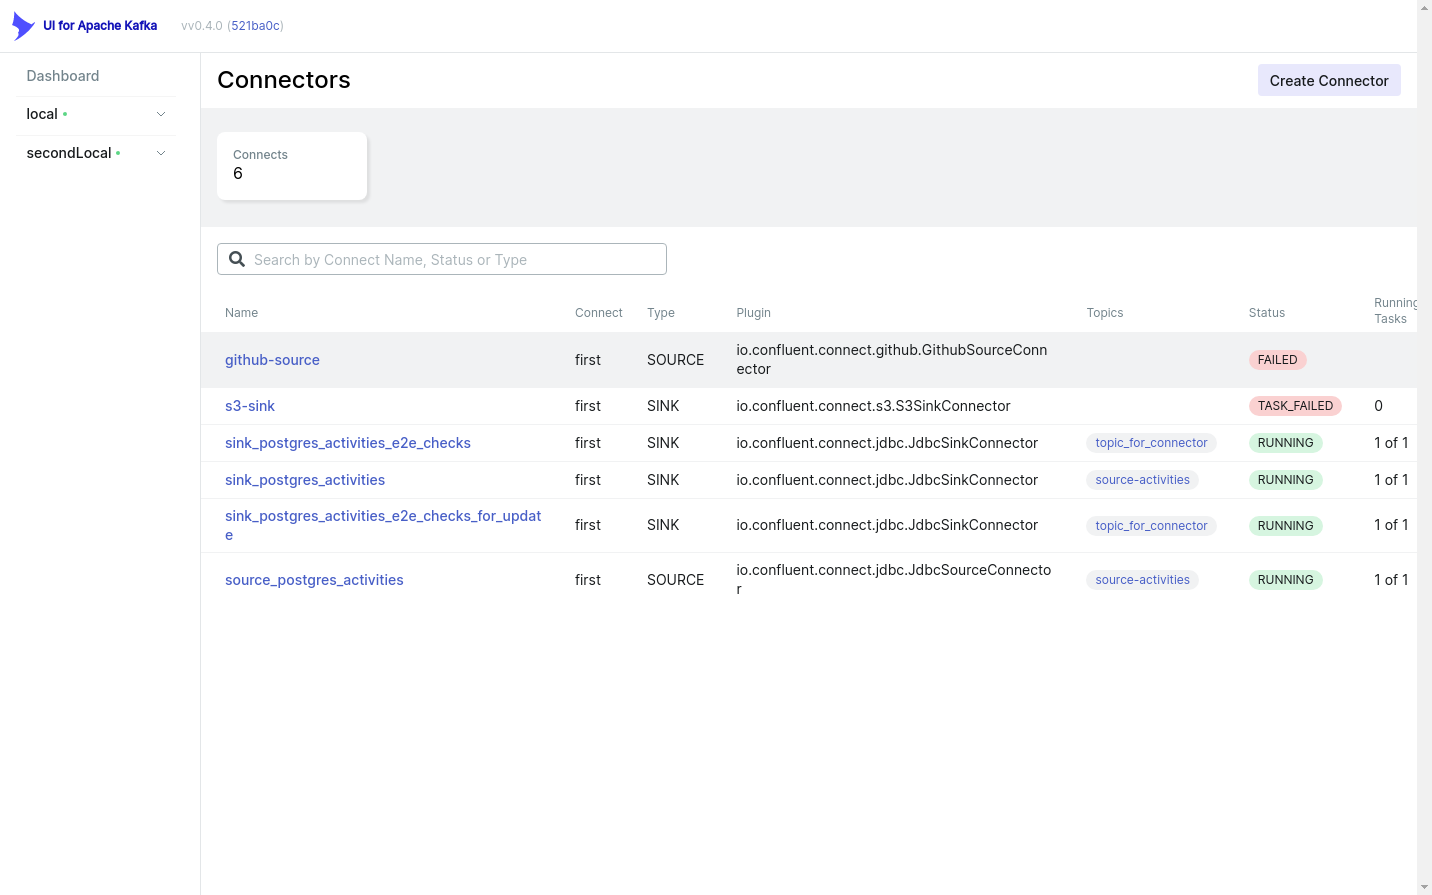 UI for Apache Kafka vv0.4.0 (521ba0c)
Dashboard
local
secondLocal
Connectors
Create Connector
Connects
6
Search by Connect Name, Status or Type
Name Connect Type Plugin Topics Status Running
Tasks
github-source first SOURCE io.confluent.connect.github.GithubSourceConn
ector FAILED
s3-sink first SINK io.confluent.connect.s3.S3SinkConnector TASK_FAILED 0
sink_postgres_activities_e2e_checks first SINK io.confluent.connect.jdbc.JdbcSinkConnector topic_for_connector RUNNING 1 of 1
sink_postgres_activities first SINK io.confluent.connect.jdbc.JdbcSinkConnector source-activities RUNNING 1 of 1
sink_postgres_activities_e2e_checks_for_updat
e first SINK io.confluent.connect.jdbc.JdbcSinkConnector topic_for_connector RUNNING 1 of 1
source_postgres_activities first SOURCE io.confluent.connect.jdbc.JdbcSourceConnecto
r source-activities RUNNING 1 of 1